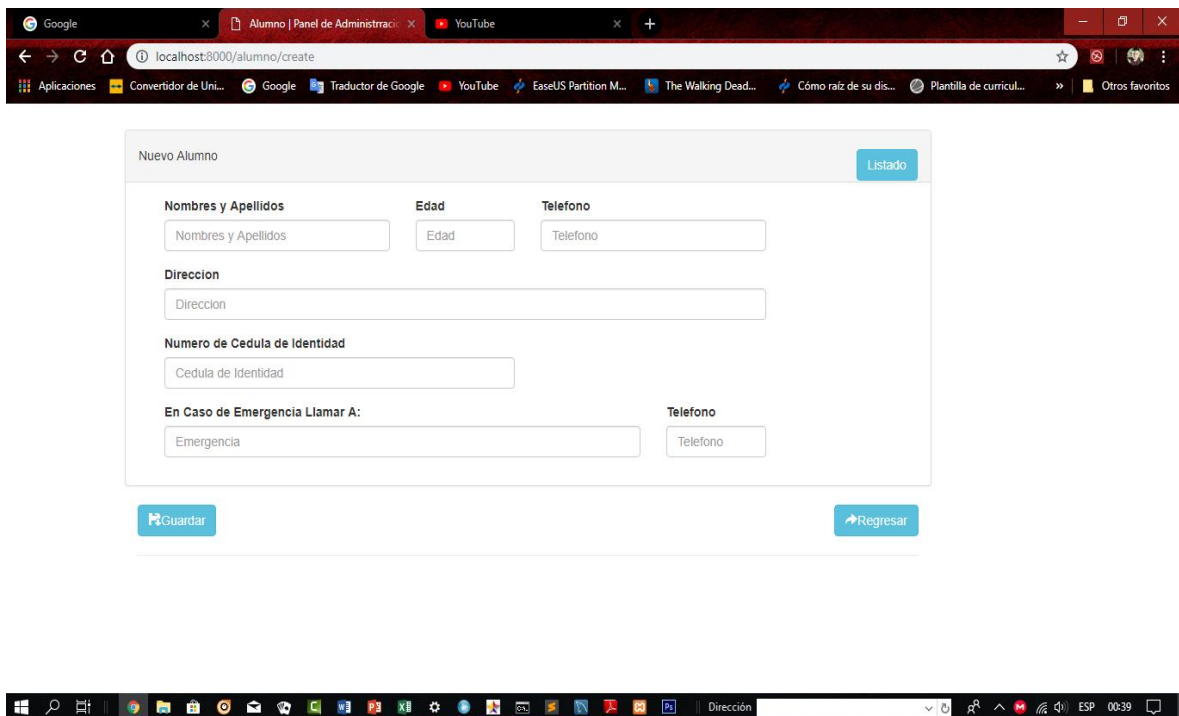 Google
Alumno | Panel de Administrraci
YouTube
localhost:8000/alumno/create
Aplicaciones
Convertidor de Uni...
Google
Traductor de Google
YouTube
EaseUS Partition M...
The Walking Dead...
Cómo raíz de su dis...
Plantilla de curricul...
»
Otros favoritos
Nuevo Alumno
Listado
Nombres y Apellidos Edad Telefono
Nombres y Apellidos Edad Telefono
Direccion
Direccion
Numero de Cedula de Identidad
Cedula de Identidad
En Caso de Emergencia Llamar A: Telefono
Emergencia Telefono
Guardar
Regresar
Dirección
ESP 00:39